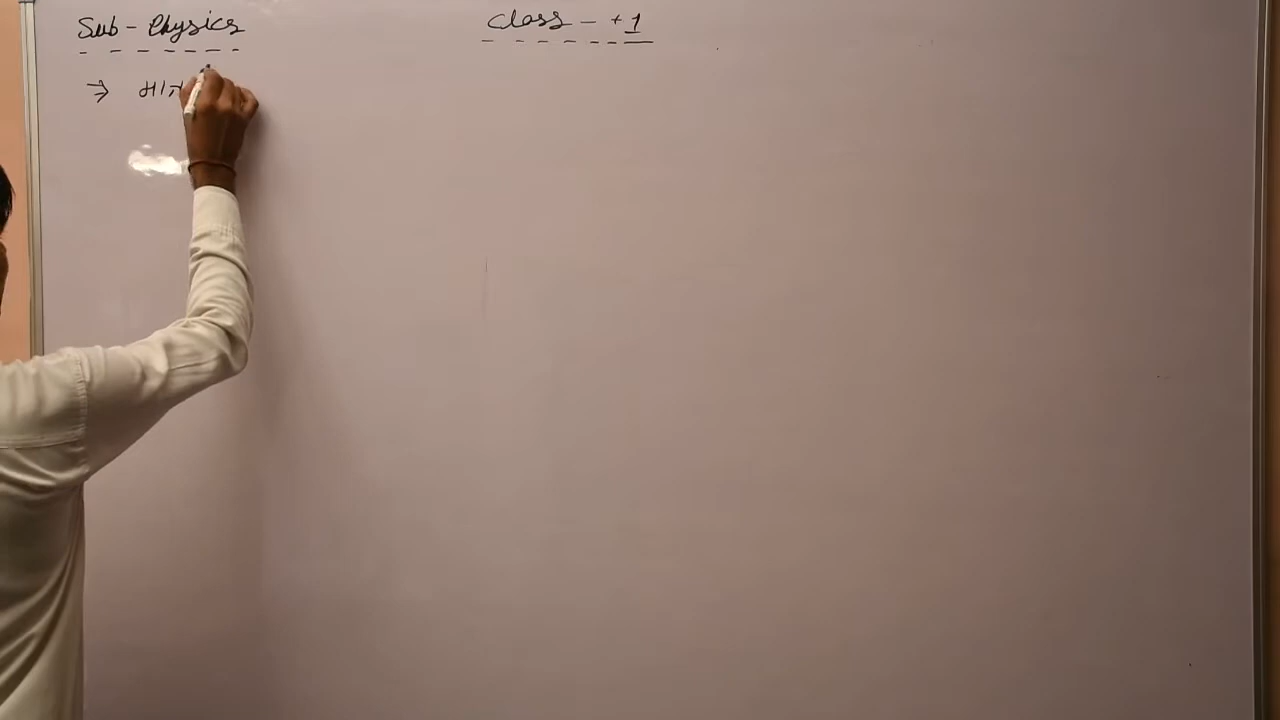 Sub - Physics
Class - +1
⇒